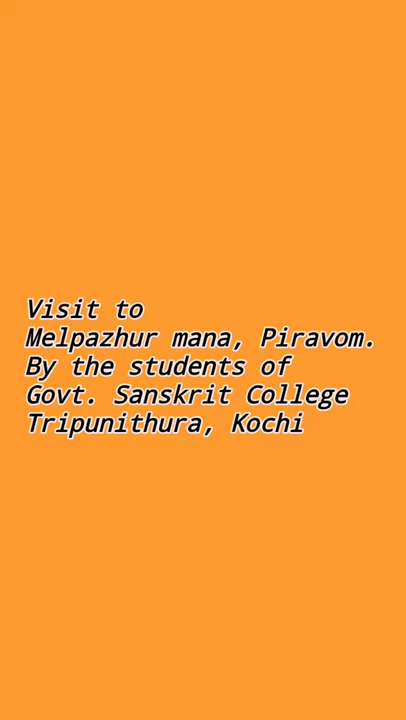 Visit to
Melpazhur mana, Piravom.
By the students of
Govt. Sanskrit College
Tripunithura, Kochi